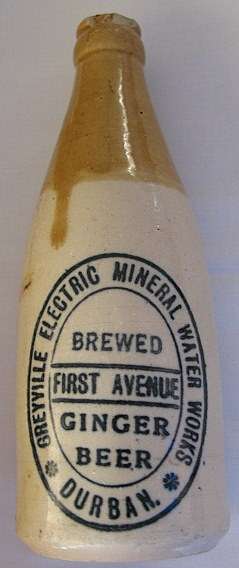 GREYVILLE ELECTRIC MINERAL WATER WORKS
BREWED
FIRST AVENUE
GINGER
BEER
DURBAN.